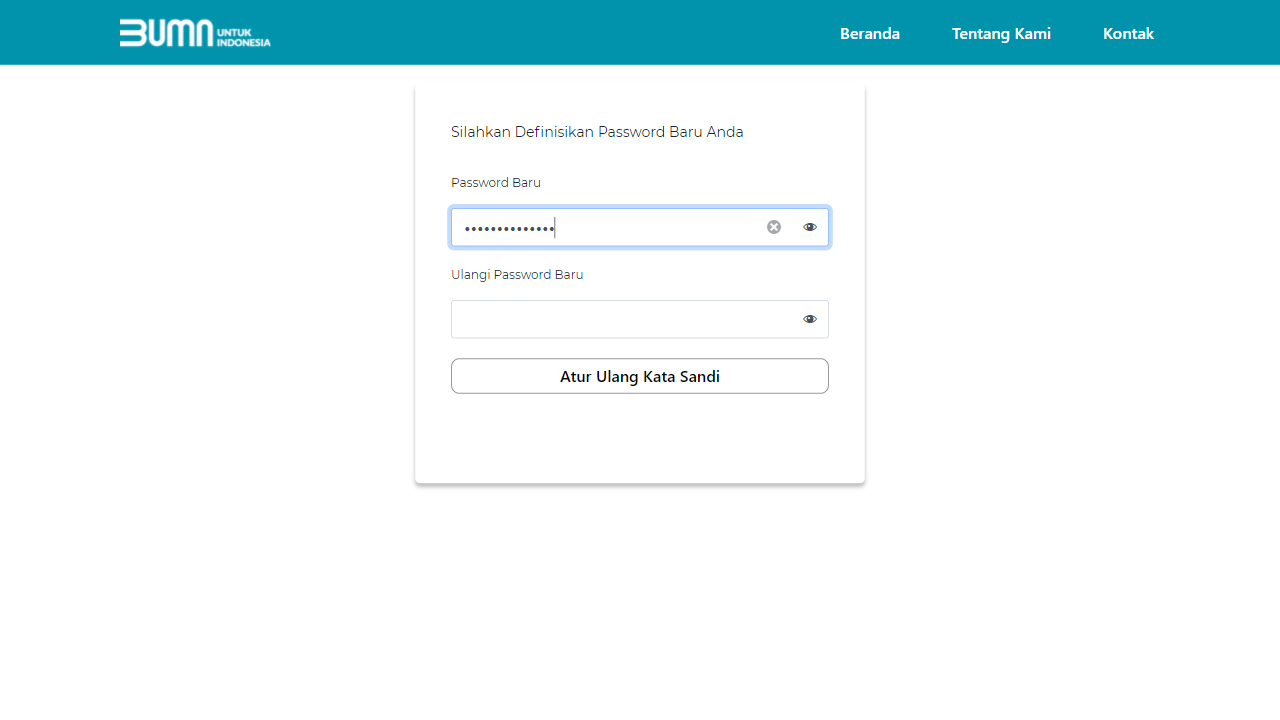 BUMN UNTUK INDONESIA
Beranda
Tentang Kami
Kontak
Silahkan Definisikan Password Baru Anda
Password Baru
••••••••••••••
Ulangi Password Baru
Atur Ulang Kata Sandi